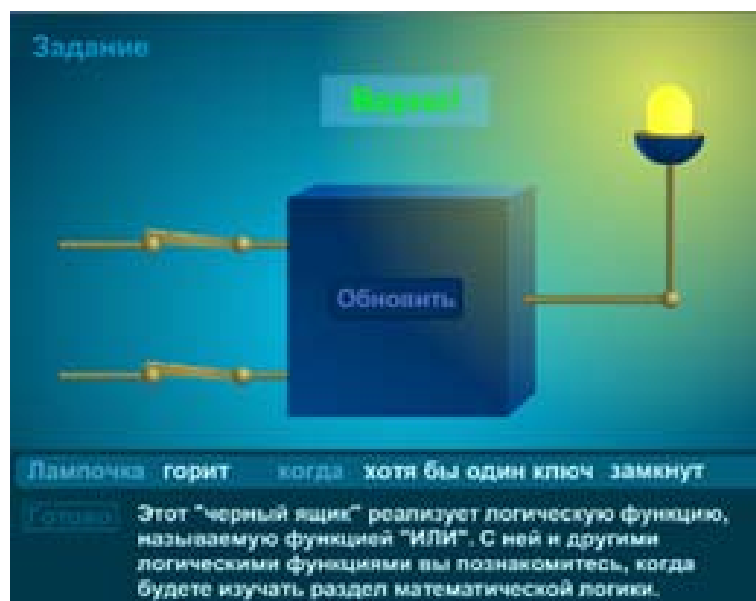 Задание
Верно!
Обновить
Лампочка горит когда хотя бы один ключ замкнут
Готово Этот "черный ящик" реализует логическую функцию,
называемую функцией "ИЛИ". С ней и другими
логическими функциями вы познакомитесь, когда
будете изучать раздел математической логики.